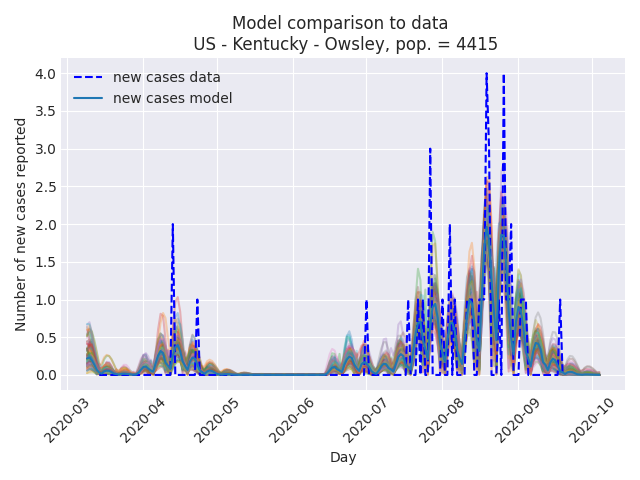 Model comparison to data
US - Kentucky - Owsley, pop. = 4415
new cases data
new cases model
Number of new cases reported
4.0
3.5
3.0
2.5
2.0
1.5
1.0
0.5
0.0
2020-03
2020-04
2020-05
2020-06
2020-07
2020-08
2020-09
2020-10
Day